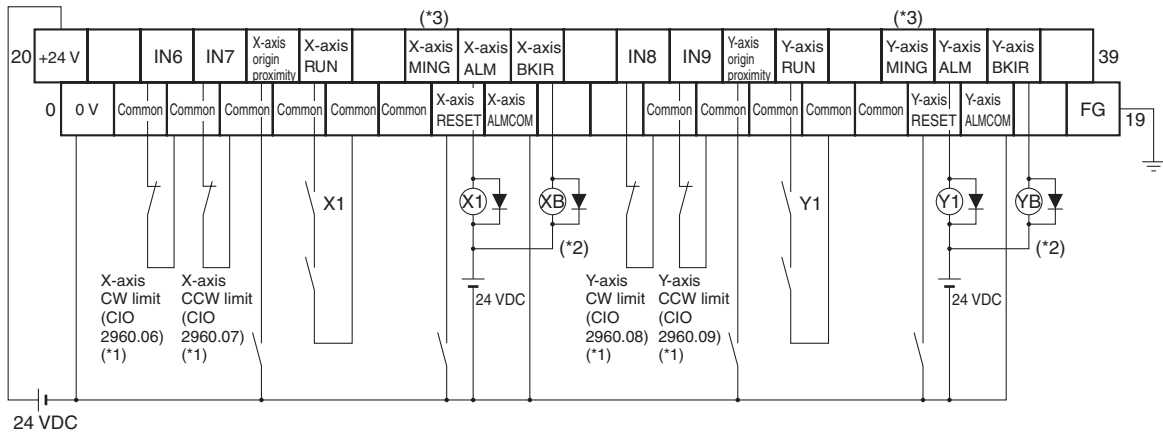 (*3) (*3)
20 +24 V IN6 IN7 X-axis origin proximity X-axis RUN X-axis MING X-axis ALM X-axis BKIR IN8 IN9 Y-axis origin proximity Y-axis RUN Y-axis MING Y-axis ALM Y-axis BKIR 39
0 0 V Common Common Common Common Common Common X-axis RESET X-axis ALMCOM Common Common Common Common Common Y-axis RESET Y-axis ALMCOM FG 19
X1 X1 XB Y1 Y1 YB
(*2) (*2)
X-axis CW limit (CIO 2960.06) (*1)
X-axis CCW limit (CIO 2960.07) (*1)
24 VDC
Y-axis CW limit (CIO 2960.08) (*1)
Y-axis CCW limit (CIO 2960.09) (*1)
24 VDC
24 VDC